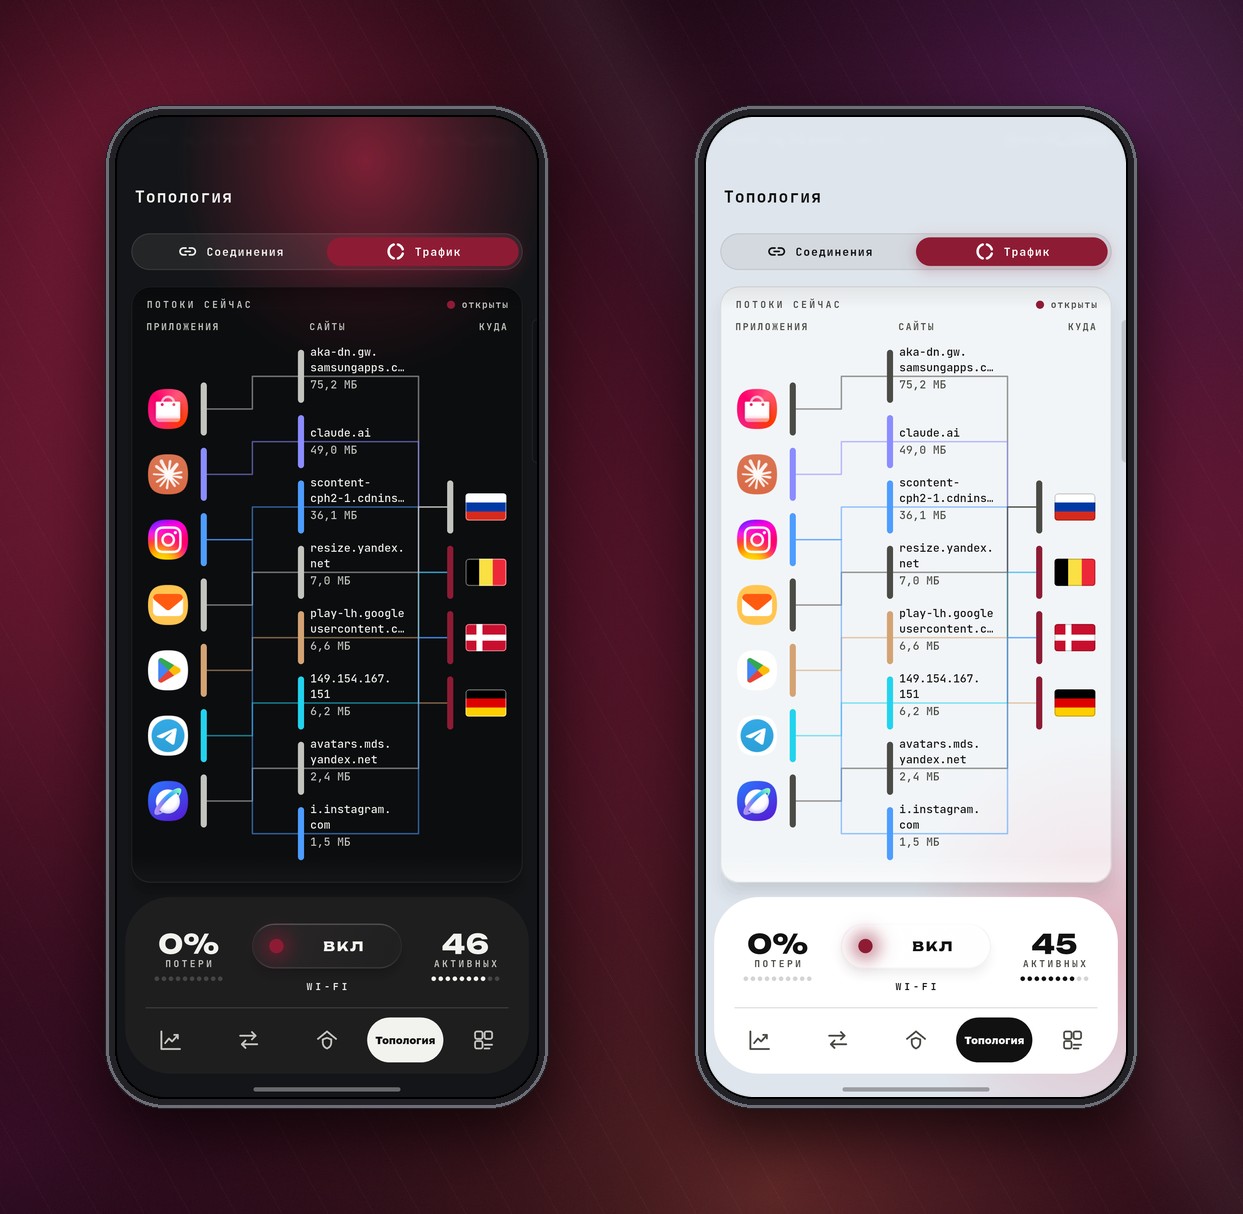 Топология
Соединения
Трафик
ПОТОКИ СЕЙЧАС
открыты
ПРИЛОЖЕНИЯ
САЙТЫ
КУДА
aka-dn.gw.
samsungapps.c…
75,2 МБ
claude.ai
49,0 МБ
scontent-
cph2-1.cdnins…
36,1 МБ
resize.yandex.
net
7,0 МБ
play-lh.google
usercontent.c…
6,6 МБ
149.154.167.
151
6,2 МБ
avatars.mds.
yandex.net
2,4 МБ
i.instagram.
com
1,5 МБ
0%
ПОТЕРИ
ВКЛ
WI-FI
46
АКТИВНЫХ
Топология
Топология
Соединения
Трафик
ПОТОКИ СЕЙЧАС
открыты
ПРИЛОЖЕНИЯ
САЙТЫ
КУДА
aka-dn.gw.
samsungapps.c…
75,2 МБ
claude.ai
49,0 МБ
scontent-
cph2-1.cdnins…
36,1 МБ
resize.yandex.
net
7,0 МБ
play-lh.google
usercontent.c…
6,6 МБ
149.154.167.
151
6,2 МБ
avatars.mds.
yandex.net
2,4 МБ
i.instagram.
com
1,5 МБ
0%
ПОТЕРИ
ВКЛ
WI-FI
45
АКТИВНЫХ
Топология